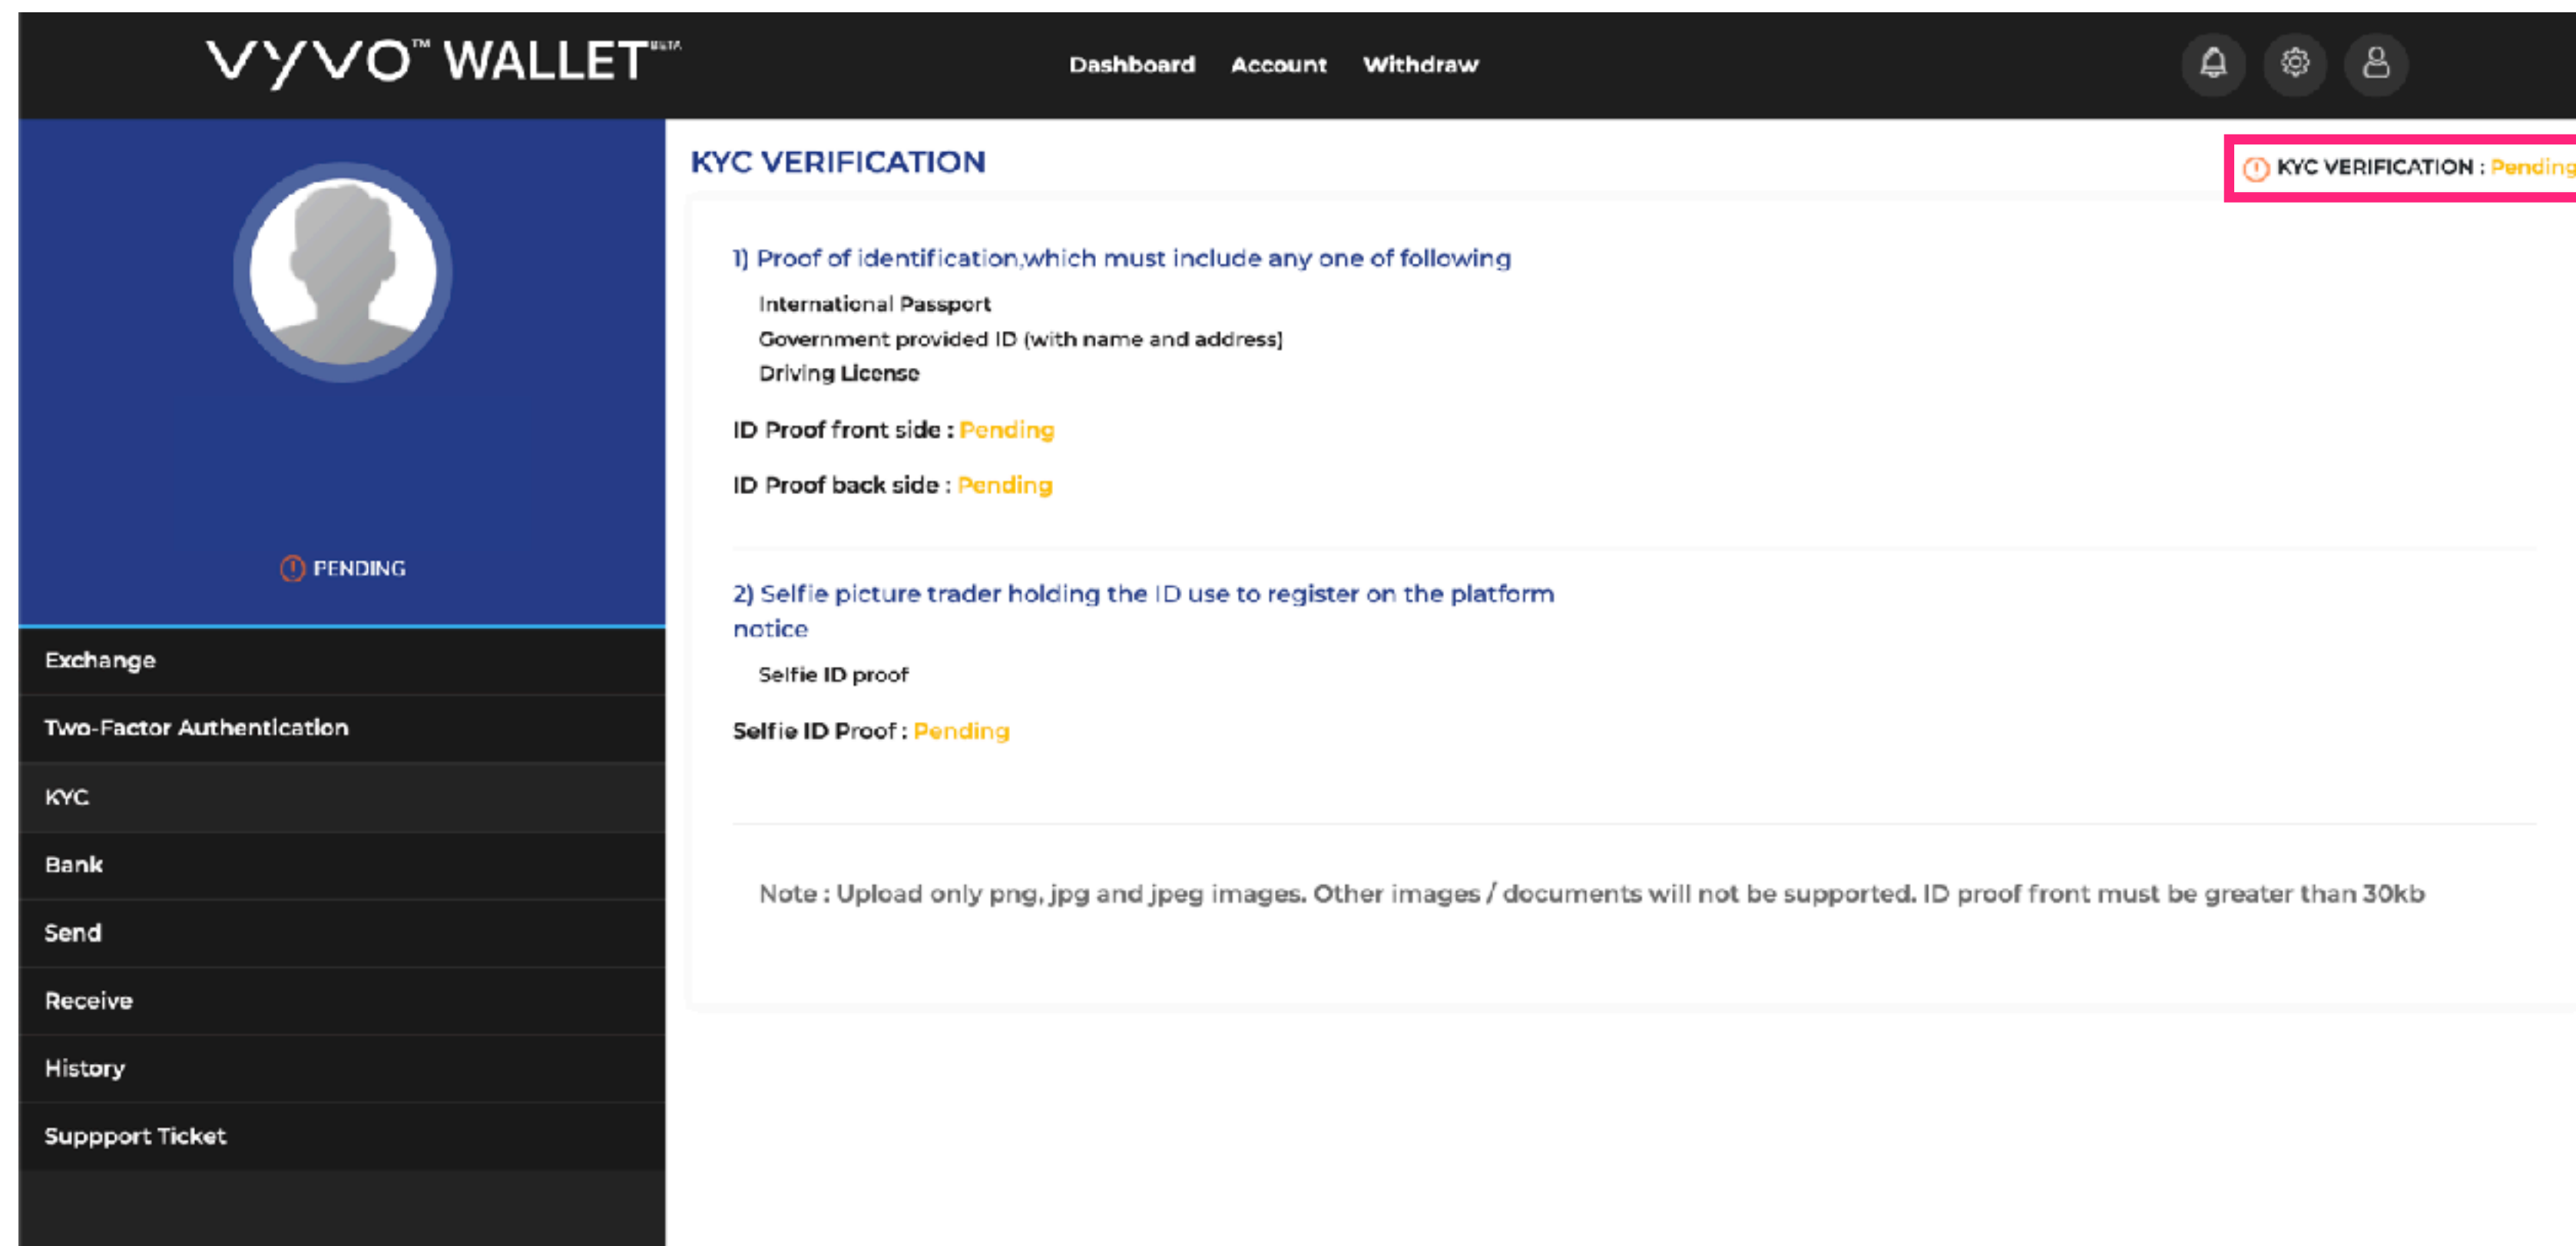 VYVO™ WALLET BETA
Dashboard Account Withdraw
PENDING
Exchange
Two-Factor Authentication
KYC
Bank
Send
Receive
History
Suppport Ticket
KYC VERIFICATION
KYC VERIFICATION : Pending
1) Proof of identification,which must include any one of following
International Passport
Government provided ID (with name and address)
Driving License
ID Proof front side : Pending
ID Proof back side : Pending
2) Selfie picture trader holding the ID use to register on the platform
notice
Selfie ID proof
Selfie ID Proof : Pending
Note : Upload only png, jpg and jpeg images. Other images / documents will not be supported. ID proof front must be greater than 30kb